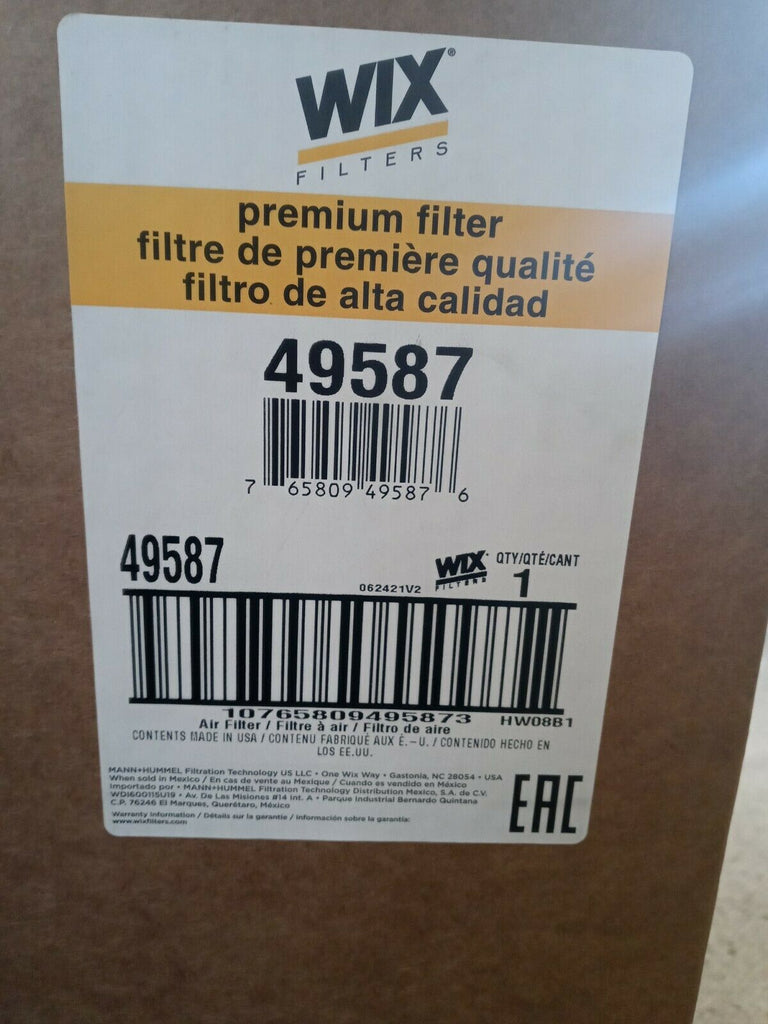 WIX®
FILTERS
premium filter
filtre de première qualité
filtro de alta calidad
49587
7 65809 49587 6
49587
062421V2
WIX
FILTERS
QTY/QTÉ/CANT
1
10765809495873
HW08B1
Air Filter / Filtre à air / Filtro de aire
CONTENTS MADE IN USA / CONTENU FABRIQUÉ AUX É.-U. / CONTENIDO HECHO EN
LOS EE.UU.
MANN+HUMMEL Filtration Technology US LLC • One Wix Way • Gastonia, NC 28054 • USA
When sold in Mexico / En cas de vente au Mexique / Cuando es vendido en México
Importado por • MANN+HUMMEL Filtration Technology Distribution Mexico, S.A. de C.V.
WDI600115U19 • Av. De Las Misiones #14 Int. A • Parque Industrial Bernardo Quintana
C.P. 76246 El Marques, Querétaro, México
Warranty information / Détails sur la garantie / Información sobre la garantía:
www.wixfilters.com
EAC